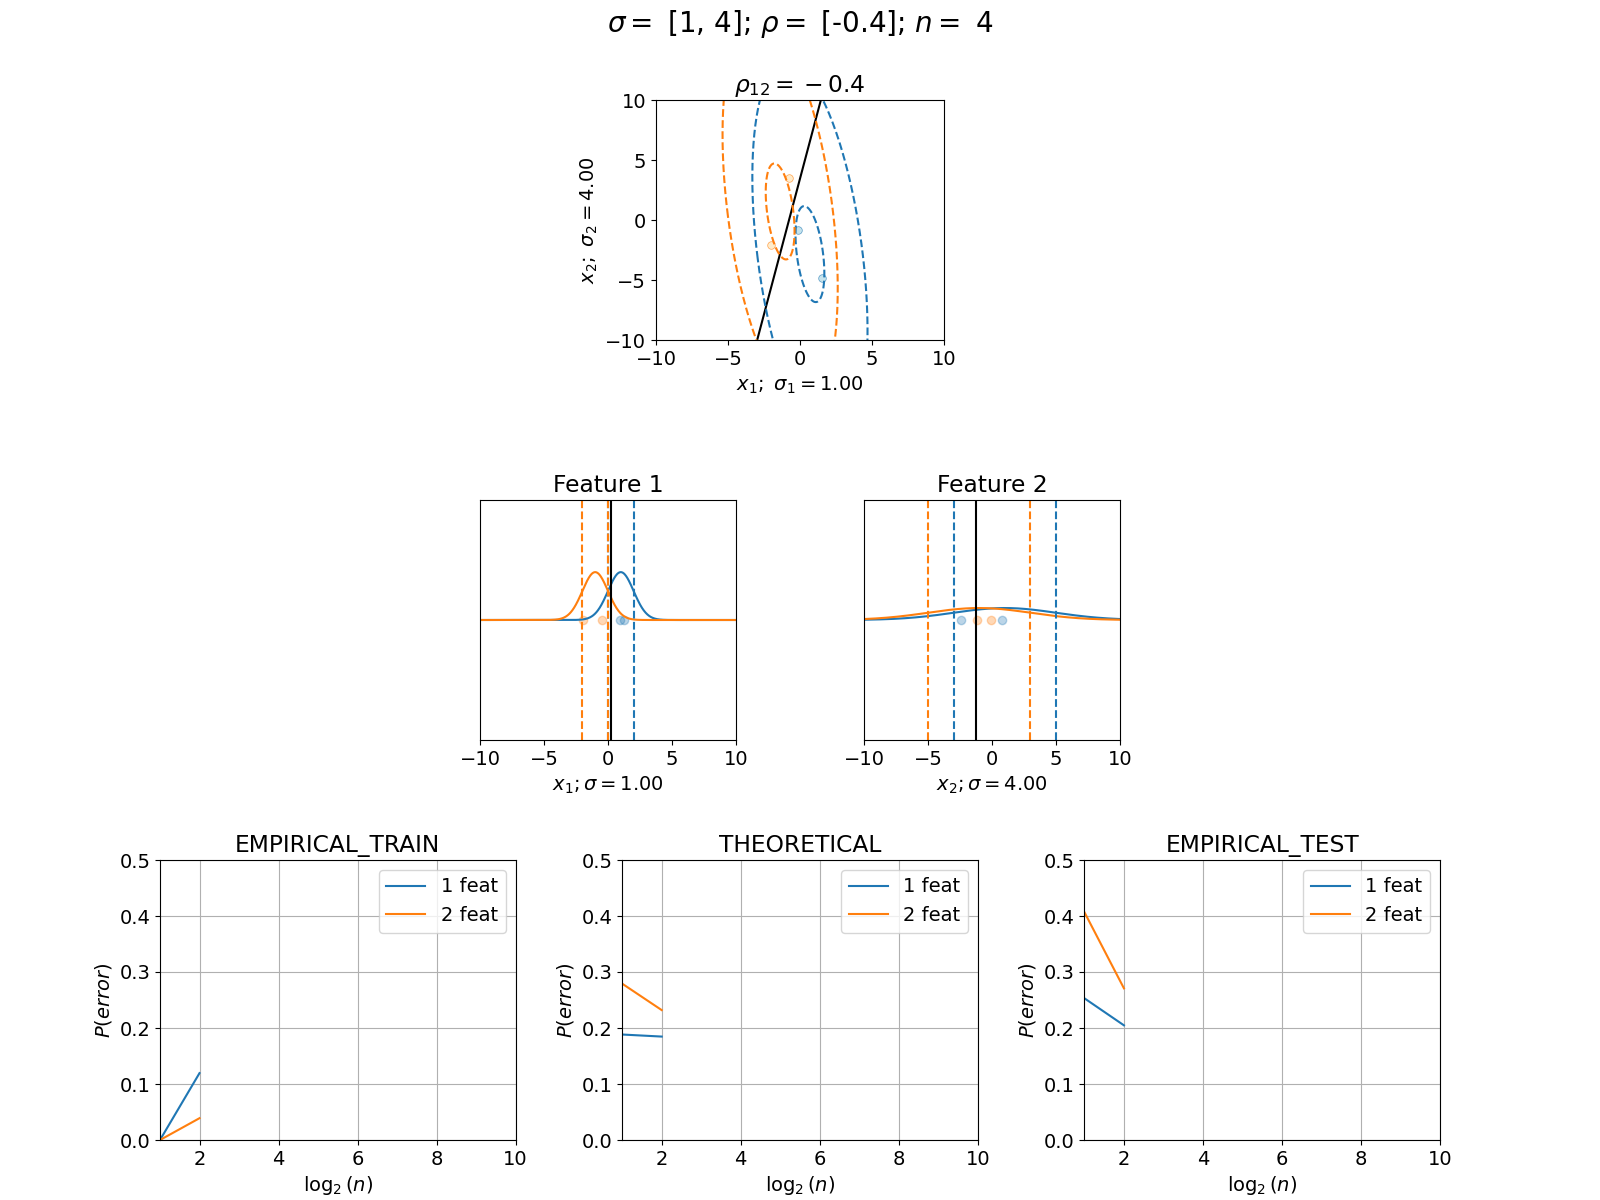 σ = [1, 4]; ρ = [-0.4]; n = 4
ρ₁₂ = −0.4
10
5
0
−5
−10
x₂; σ₂ = 4.00
−10 −5 0 5 10
x₁; σ₁ = 1.00
Feature 1
−10 −5 0 5 10
x₁; σ = 1.00
Feature 2
−10 −5 0 5 10
x₂; σ = 4.00
EMPIRICAL_TRAIN
1 feat
2 feat
0.5
0.4
0.3
0.2
0.1
0.0
P(error)
2 4 6 8 10
log₂ (n)
THEORETICAL
1 feat
2 feat
0.5
0.4
0.3
0.2
0.1
0.0
P(error)
2 4 6 8 10
log₂ (n)
EMPIRICAL_TEST
1 feat
2 feat
0.5
0.4
0.3
0.2
0.1
0.0
P(error)
2 4 6 8 10
log₂ (n)